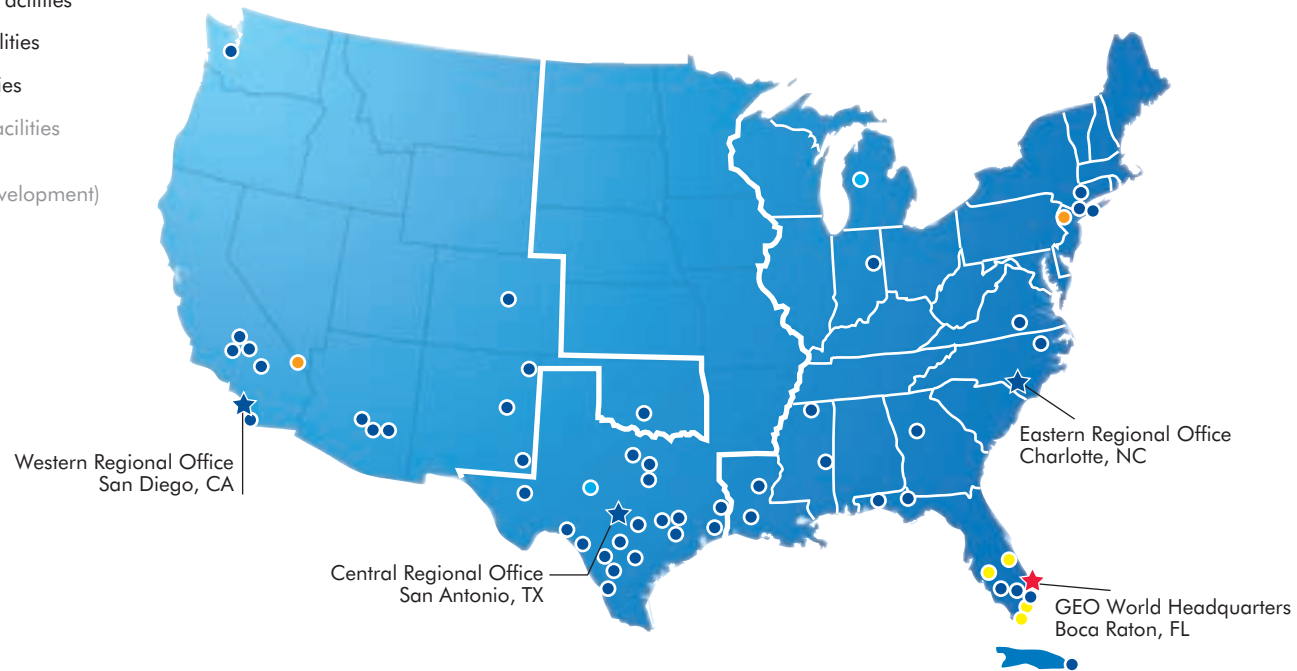 acilities
lities
ies
acilities
velopment)
Western Regional Office
San Diego, CA
Central Regional Office
San Antonio, TX
Eastern Regional Office
Charlotte, NC
GEO World Headquarters
Boca Raton, FL